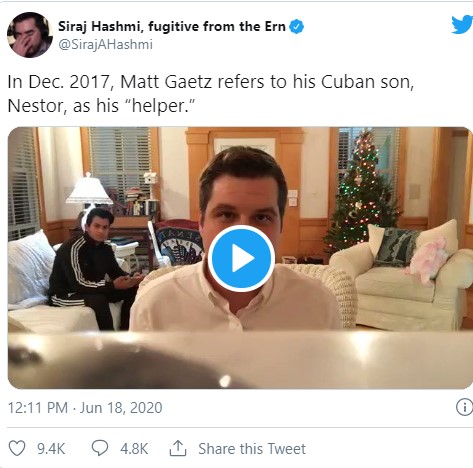 Siraj Hashmi, fugitive from the Ern
@SirajAHashmi
In Dec. 2017, Matt Gaetz refers to his Cuban son,
Nestor, as his “helper.”
12:11 PM · Jun 18, 2020
9.4K 4.8K Share this Tweet